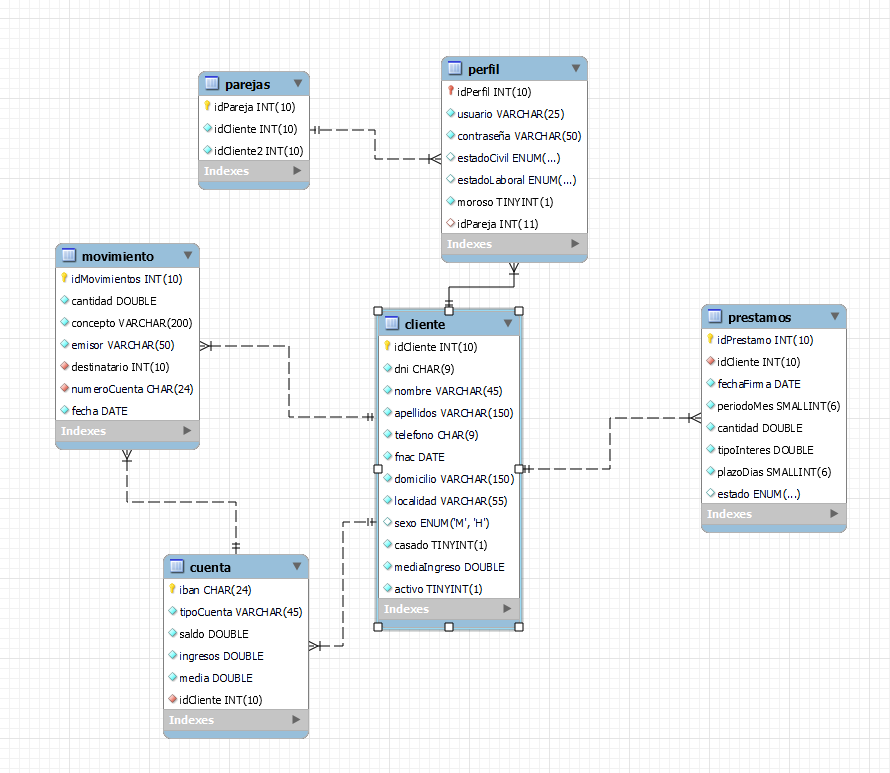 parejas
idPareja INT(10)
idCliente INT(10)
idCliente2 INT(10)
Indexes
perfil
idPerfil INT(10)
usuario VARCHAR(25)
contraseña VARCHAR(50)
estadoCivil ENUM(...)
estadoLaboral ENUM(...)
moroso TINYINT(1)
idPareja INT(11)
Indexes
movimiento
idMovimientos INT(10)
cantidad DOUBLE
concepto VARCHAR(200)
emisor VARCHAR(50)
destinatario INT(10)
numeroCuenta CHAR(24)
fecha DATE
Indexes
cliente
idCliente INT(10)
dni CHAR(9)
nombre VARCHAR(45)
apellidos VARCHAR(150)
telefono CHAR(9)
fnac DATE
domicilio VARCHAR(150)
localidad VARCHAR(55)
sexo ENUM('M', 'H')
casado TINYINT(1)
mediaIngreso DOUBLE
activo TINYINT(1)
Indexes
prestamos
idPrestamo INT(10)
idCliente INT(10)
fechaFirma DATE
periodoMes SMALLINT(6)
cantidad DOUBLE
tipoInteres DOUBLE
plazoDias SMALLINT(6)
estado ENUM(...)
Indexes
cuenta
iban CHAR(24)
tipoCuenta VARCHAR(45)
saldo DOUBLE
ingresos DOUBLE
media DOUBLE
idCliente INT(10)
Indexes